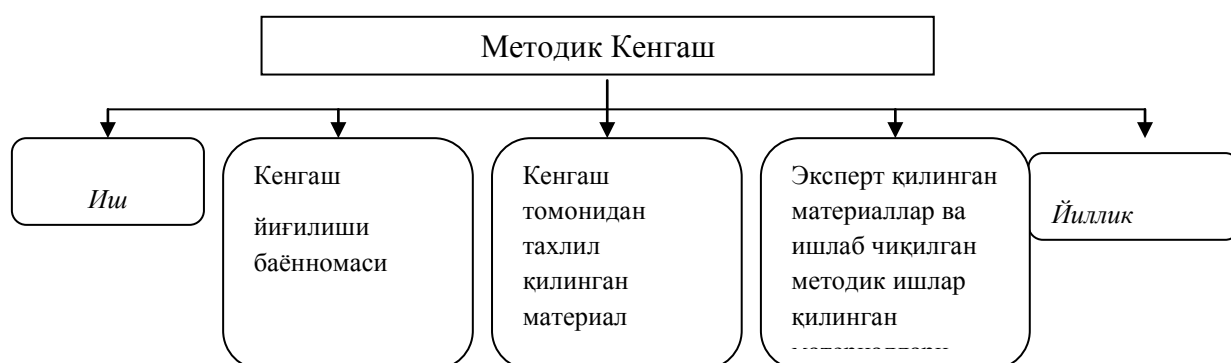 Методик Кенгаш
Иш
Кенгаш
йиғилиши
баённомаси
Кенгаш
томонидан
тахлил
қилинган
материал
Эксперт қилинган
материаллар ва
ишлаб чиқилган
методик ишлар
қилинган
Йиллик